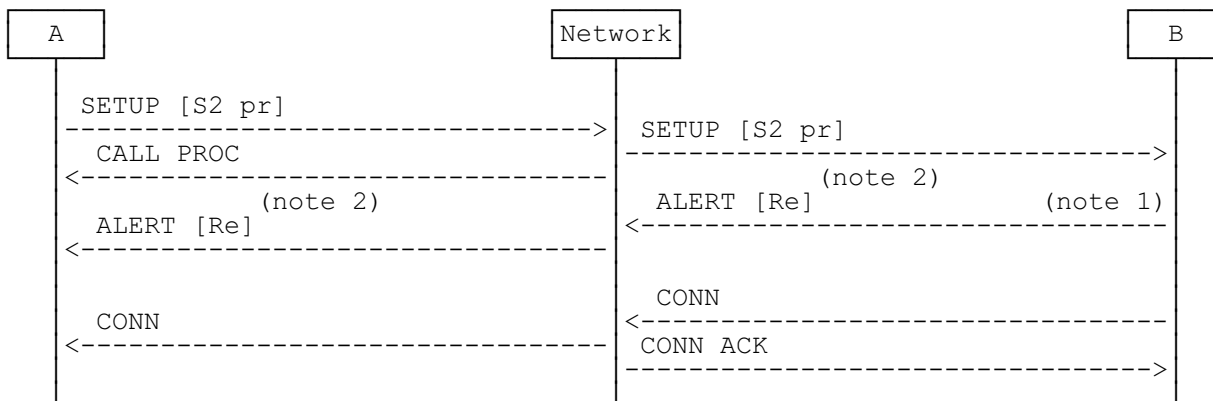 A Network B
SETUP [S2 pr]
SETUP [S2 pr]
CALL PROC
(note 2)
(note 2)
ALERT [Re] (note 1)
ALERT [Re]
CONN
CONN
CONN ACK